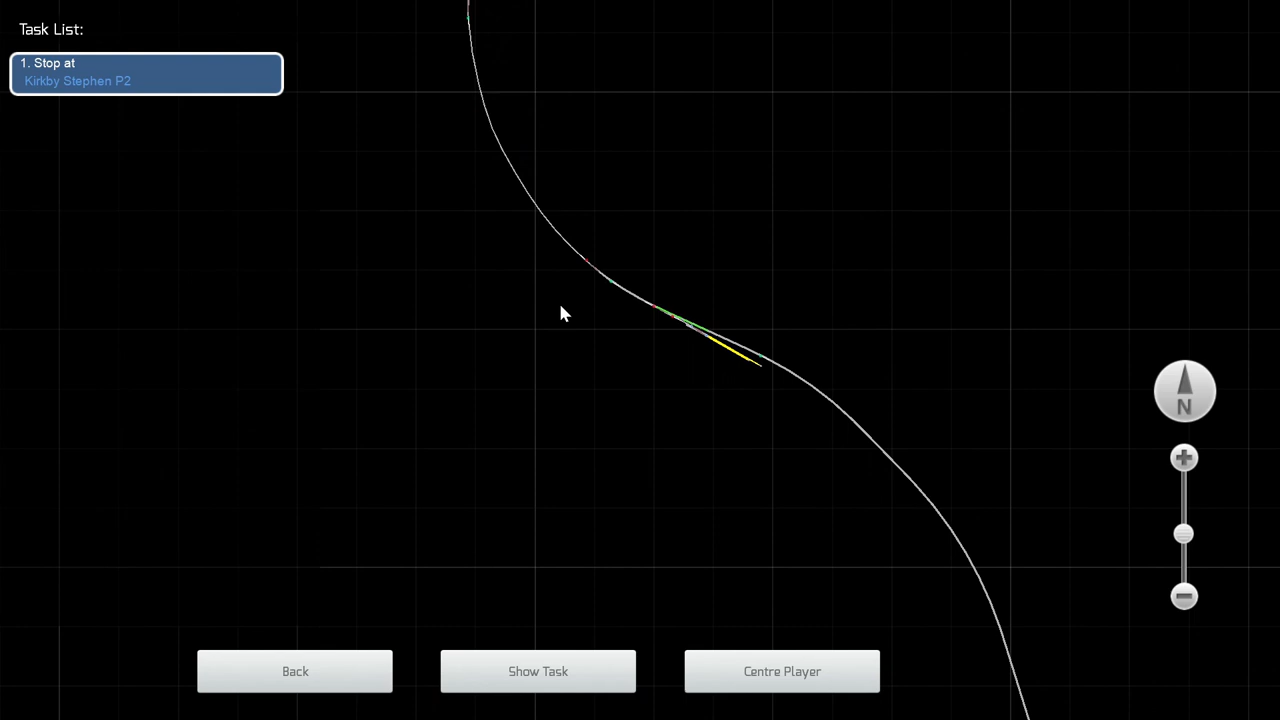 Task List:
1. Stop at
Kirkby Stephen P2
N
Back
Show Task
Centre Player